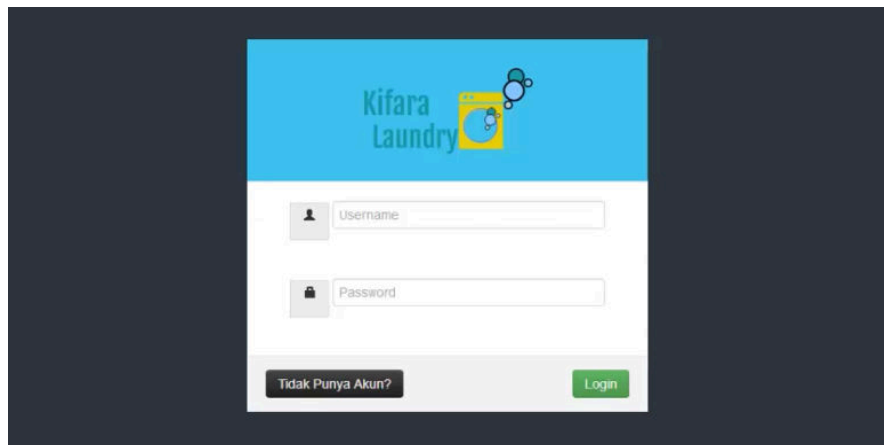 Kifara
Laundry
Username
Password
Tidak Punya Akun?
Login